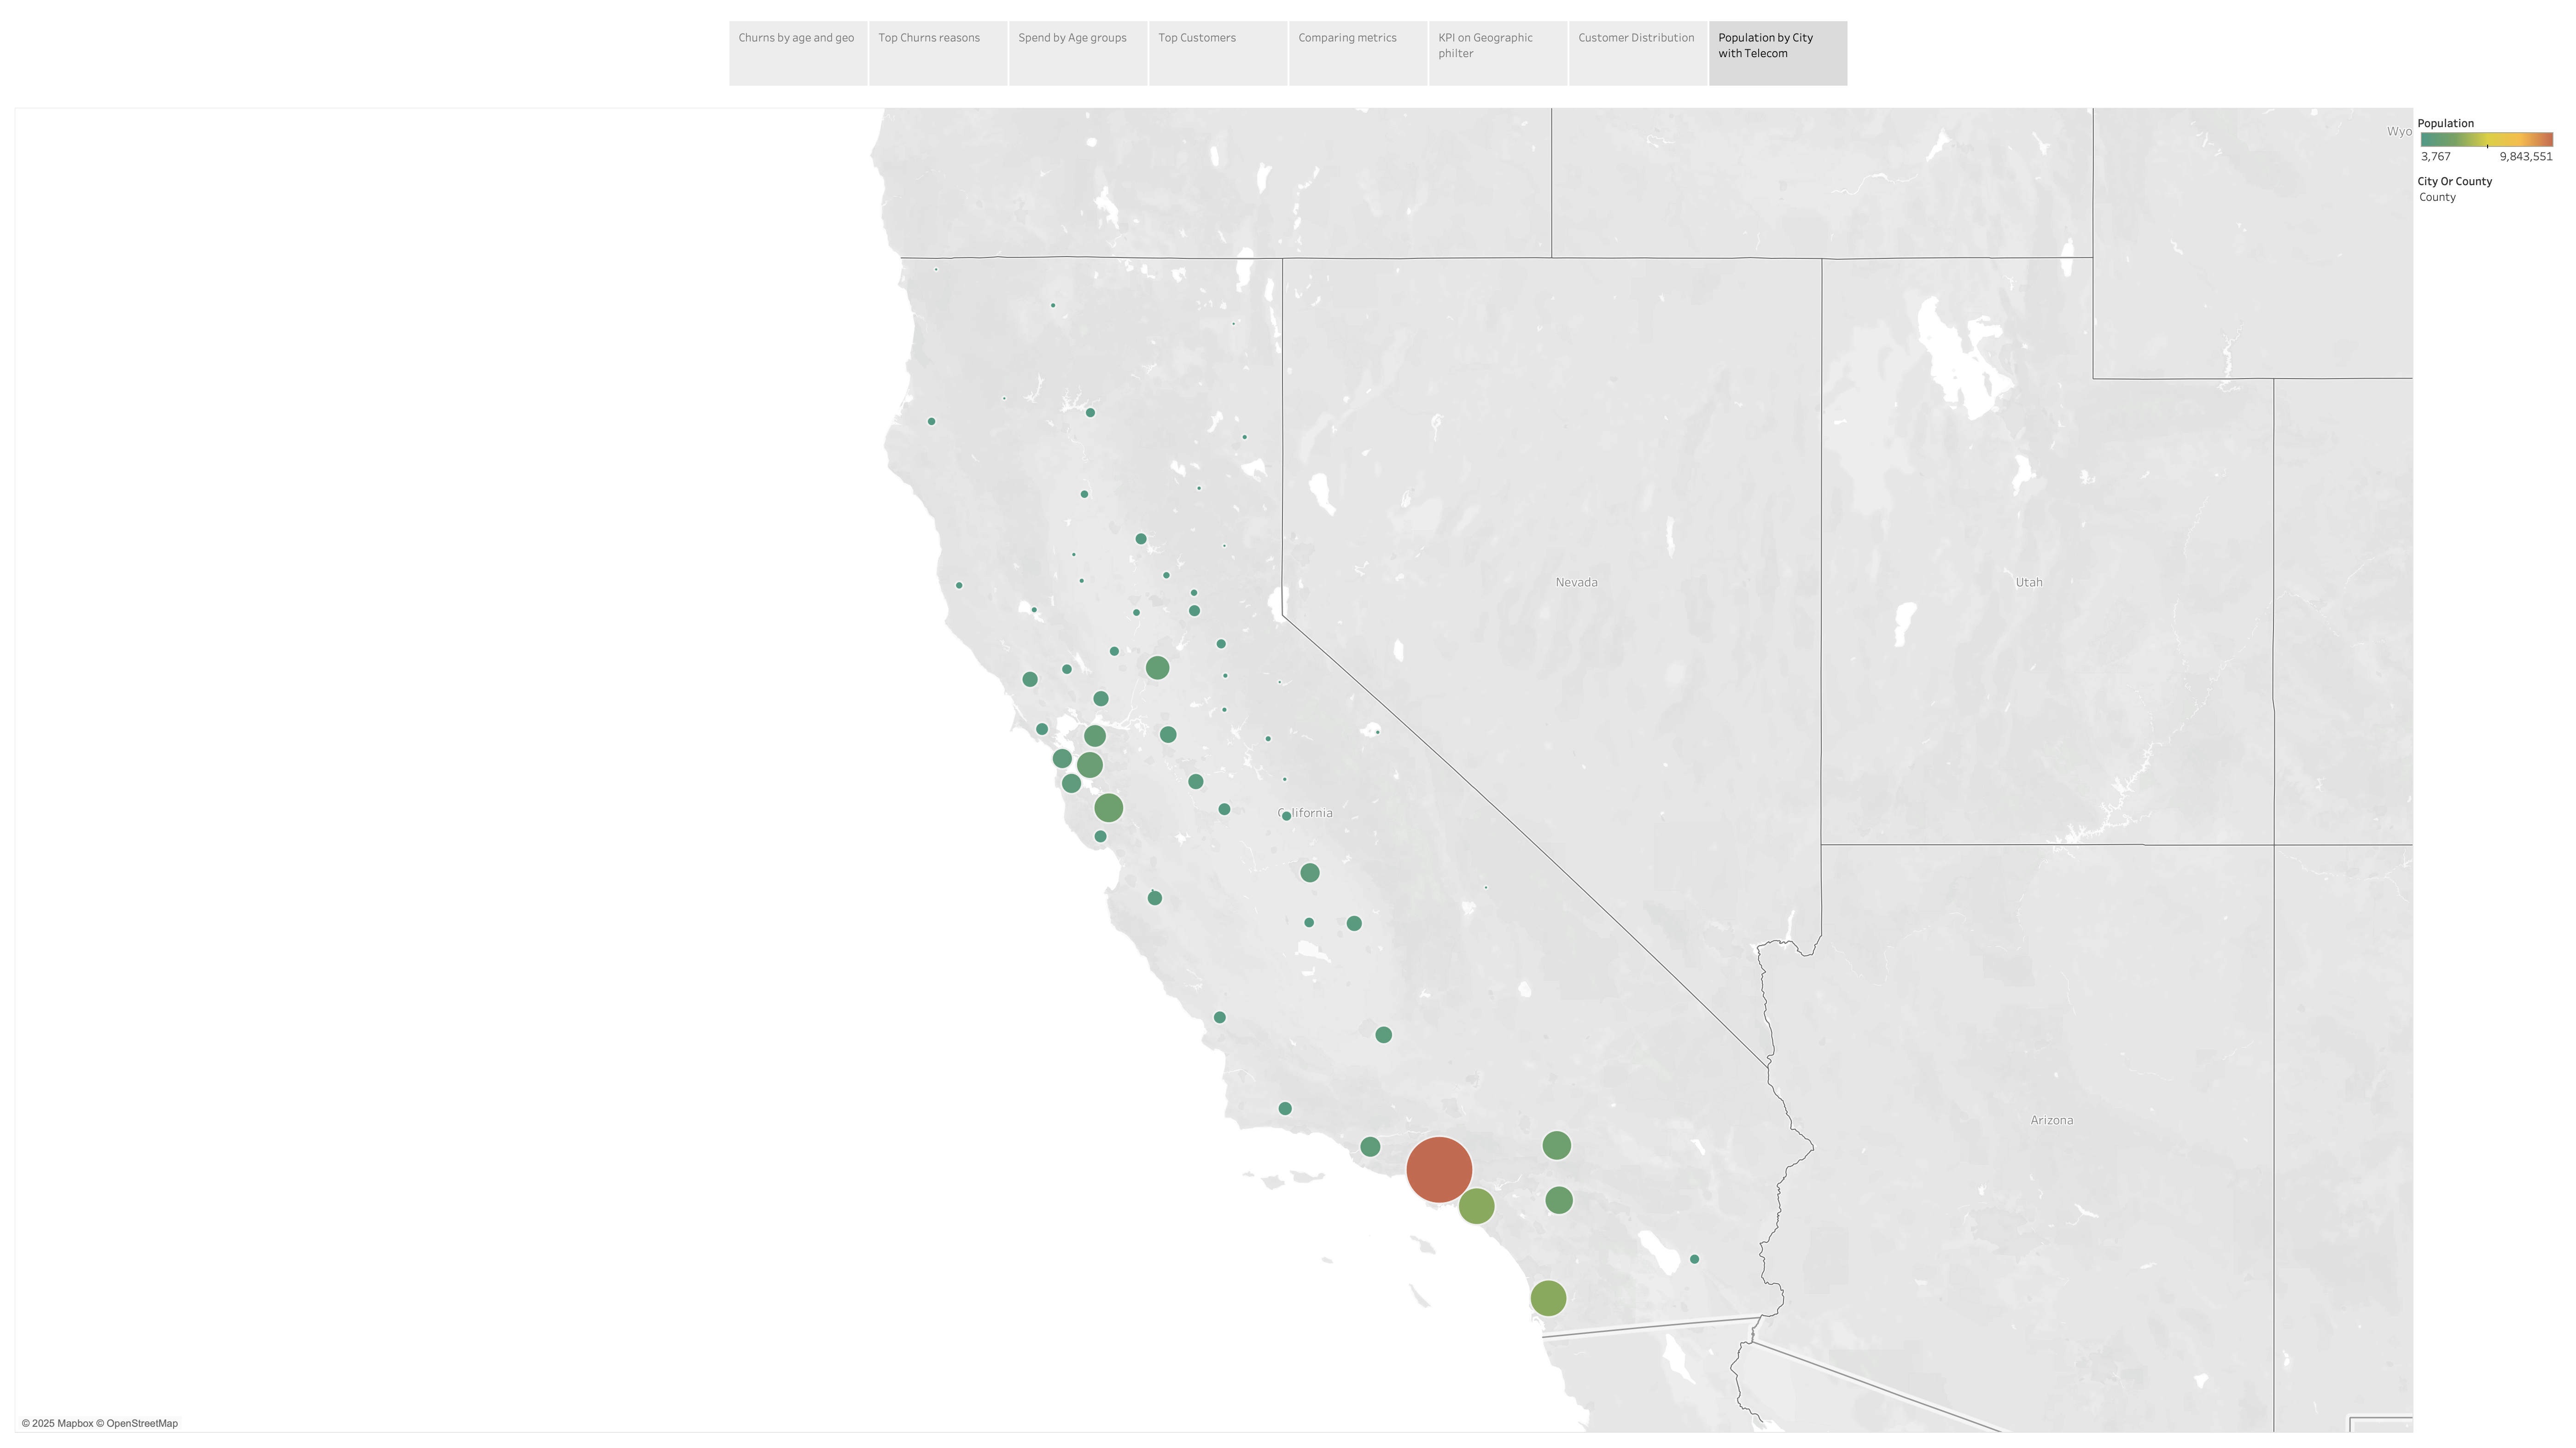 Churns by age and geo
Top Churns reasons
Spend by Age groups
Top Customers
Comparing metrics
KPI on Geographic
philter
Customer Distribution
Population by City
with Telecom
Wyo
Population
3,767 9,843,551
City Or County
County
Nevada
Utah
California
Arizona
© 2025 Mapbox © OpenStreetMap